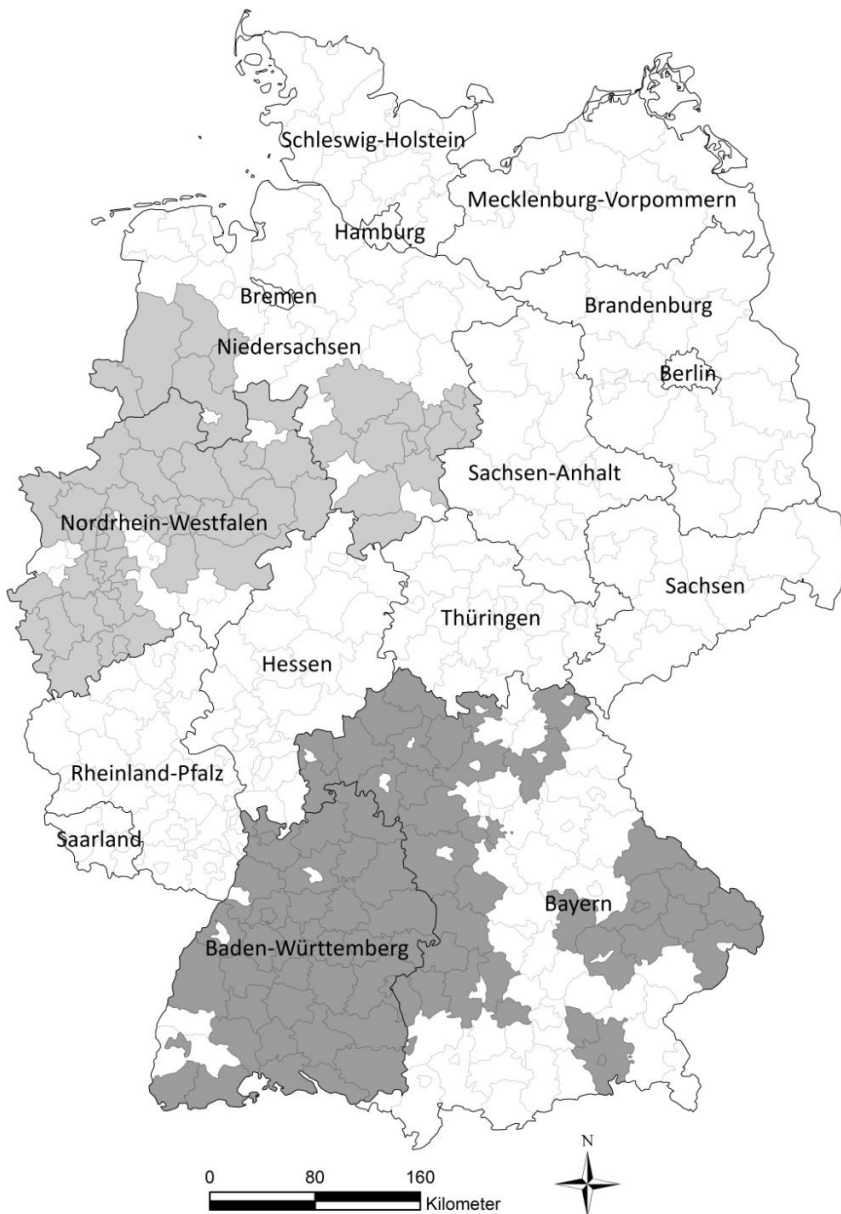 Schleswig-Holstein
Mecklenburg-Vorpommern
Hamburg
Bremen
Brandenburg
Niedersachsen
Berlin
Sachsen-Anhalt
Nordrhein-Westfalen
Sachsen
Thüringen
Hessen
Rheinland-Pfalz
Saarland
Bayern
Baden-Württemberg
N
0 80 160
Kilometer